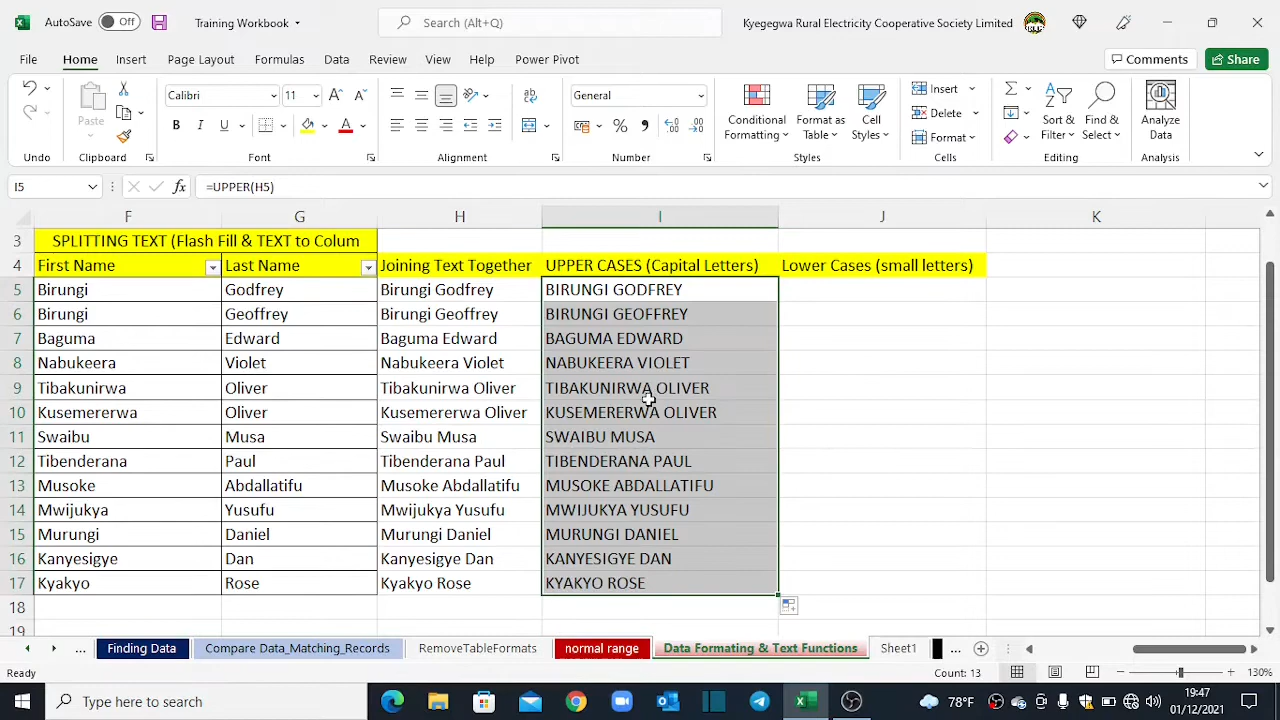 AutoSave Off Training Workbook Search (Alt+Q) Kyegegwa Rural Electricity Cooperative Society Limited
File Home Insert Page Layout Formulas Data Review View Help Power Pivot Comments Share
Calibri 11 General
Paste B I U Conditional Formatting Format as Table Cell Styles Insert Delete Format Sort & Filter Find & Select Analyze Data
Undo Clipboard Font Alignment Number Styles Cells Editing Analysis
I5 fx =UPPER(H5)
F G H I J K
3 SPLITTING TEXT (Flash Fill & TEXT to Colum
4 First Name Last Name Joining Text Together UPPER CASES (Capital Letters) Lower Cases (small letters)
5 Birungi Godfrey Birungi Godfrey BIRUNGI GODFREY
6 Birungi Geoffrey Birungi Geoffrey BIRUNGI GEOFFREY
7 Baguma Edward Baguma Edward BAGUMA EDWARD
8 Nabukeera Violet Nabukeera Violet NABUKEERA VIOLET
9 Tibakunirwa Oliver Tibakunirwa Oliver TIBAKUNIRWA OLIVER
10 Kusemererwa Oliver Kusemererwa Oliver KUSEMERERWA OLIVER
11 Swaibu Musa Swaibu Musa SWAIBU MUSA
12 Tibenderana Paul Tibenderana Paul TIBENDERANA PAUL
13 Musoke Abdallatifu Musoke Abdallatifu MUSOKE ABDALLATIFU
14 Mwijukya Yusufu Mwijukya Yusufu MWIJUKYA YUSUFU
15 Murungi Daniel Murungi Daniel MURUNGI DANIEL
16 Kanyesigye Dan Kanyesigye Dan KANYESIGYE DAN
17 Kyakyo Rose Kyakyo Rose KYAKYO ROSE
18
19
... Finding Data Compare Data_Matching_Records RemoveTableFormats normal range Data Formating & Text Functions Sheet1 ...
Ready Count: 13 130%
Type here to search 78°F 19:47
01/12/2021